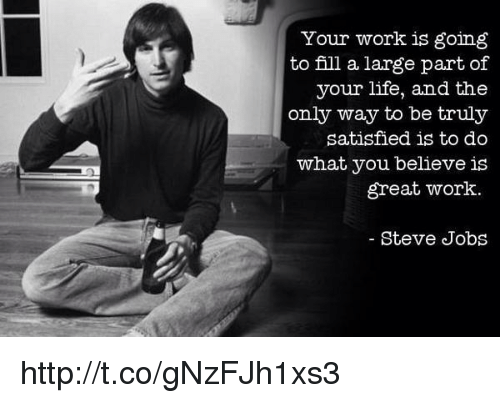 Your work is going
to fill a large part of
your life, and the
only way to be truly
satisfied is to do
what you believe is
great work.
- Steve Jobs
http://t.co/gNzFJh1xs3